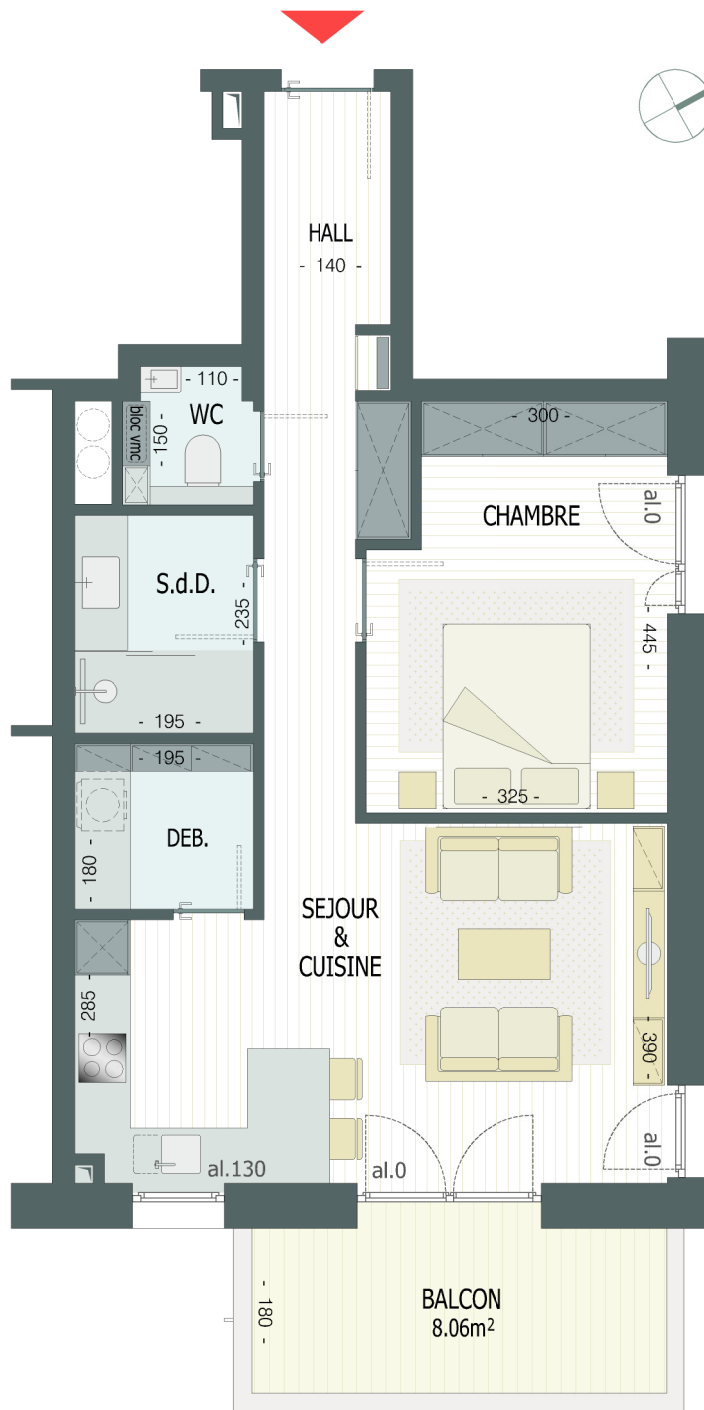 HALL
- 140 -
- 110 -
WC
bloc vmc
- 150 -
- 300 -
CHAMBRE
al.0
S.d.D.
- 235 -
- 445 -
- 195 -
- 195 -
- 325 -
DEB.
- 180 -
SEJOUR
&
CUISINE
- 285 -
- 390 -
al.130
al.0
al.0
BALCON
8.06m²
- 180 -